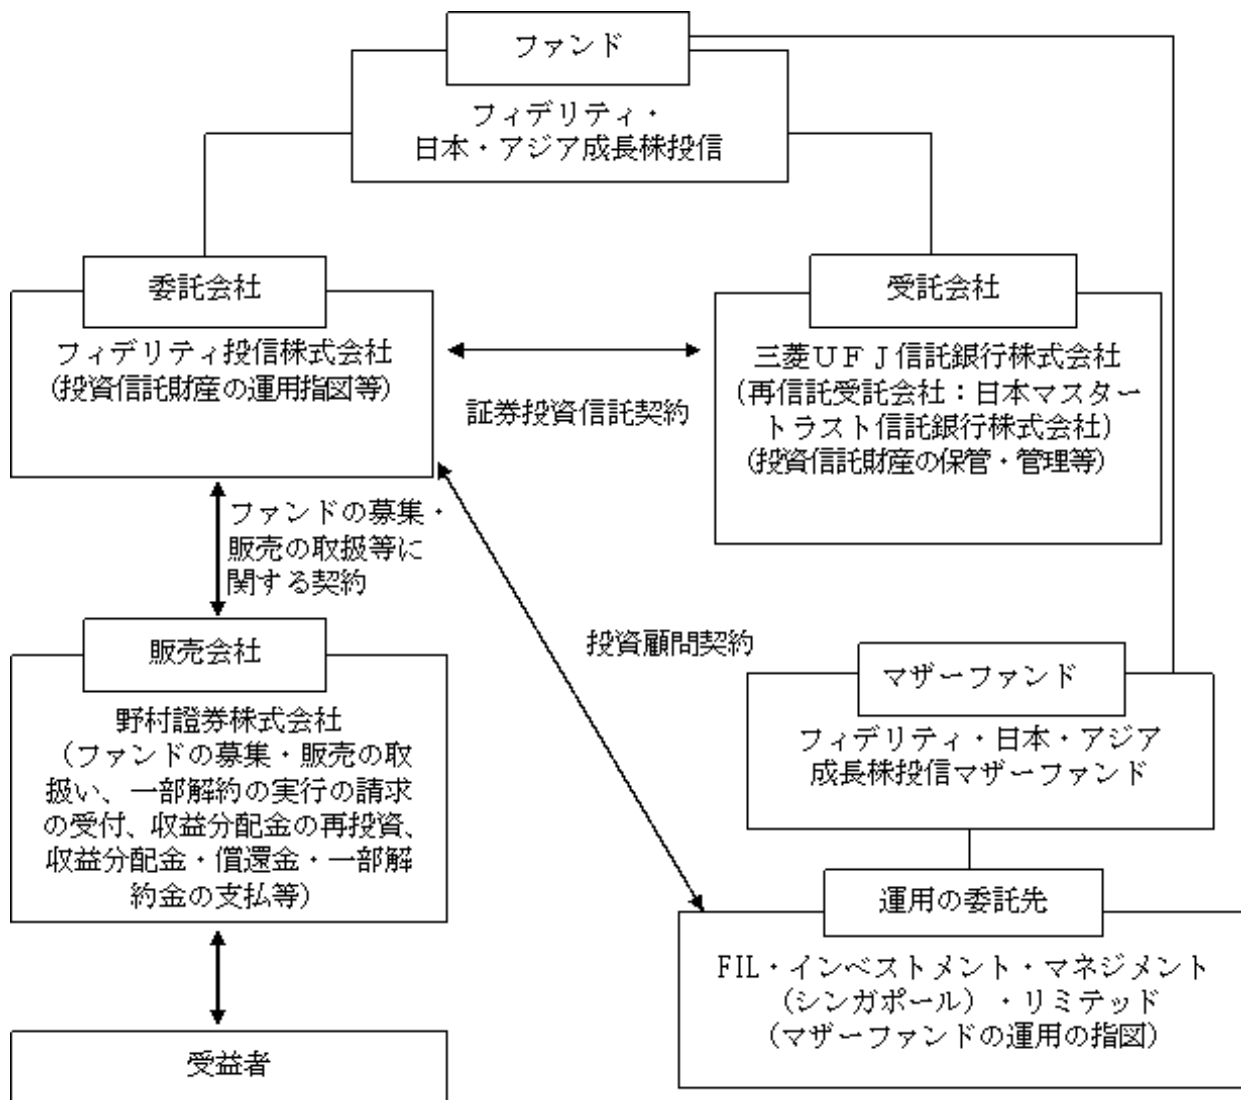 ファンド
フィデリティ・
日本・アジア成長株投信
委託会社
フィデリティ投信株式会社
(投資信託財産の運用指図等)
証券投資信託契約
受託会社
三菱ＵＦＪ信託銀行株式会社
(再信託受託会社：日本マスター
トラスト信託銀行株式会社)
(投資信託財産の保管・管理等)
ファンドの募集・
販売の取扱等に
関する契約
投資顧問契約
販売会社
野村證券株式会社
（ファンドの募集・販売の取
扱い、一部解約の実行の請求
の受付、収益分配金の再投資、
収益分配金・償還金・一部解
約金の支払等）
マザーファンド
フィデリティ・日本・アジア
成長株投信マザーファンド
運用の委託先
FIL・インベストメント・マネジメント
（シンガポール）・リミテッド
（マザーファンドの運用の指図）
受益者